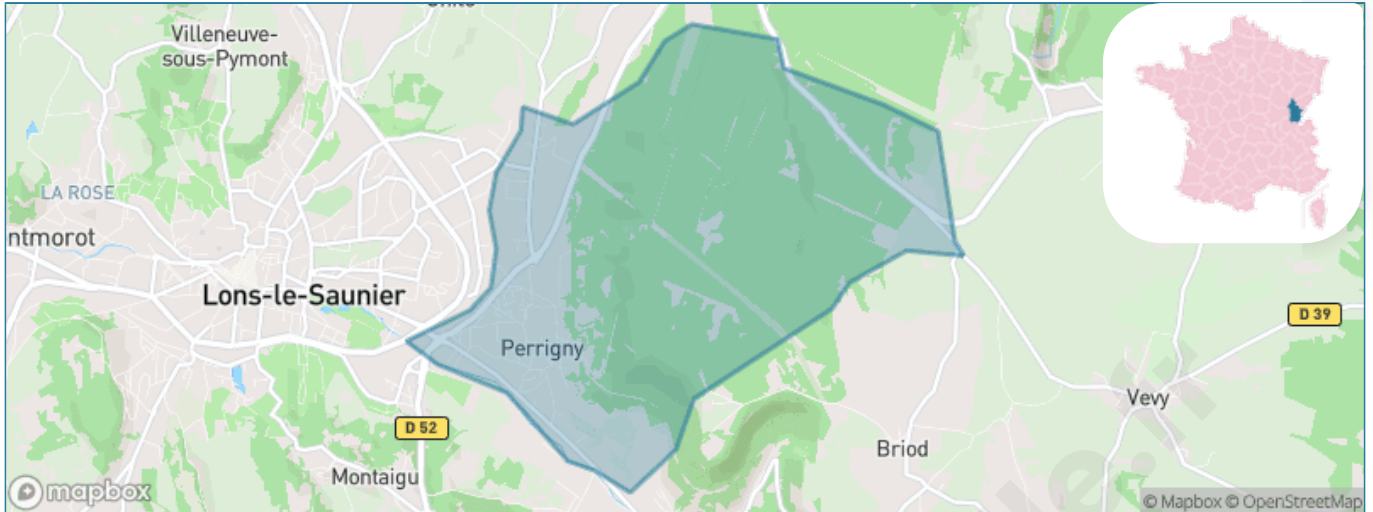 Villeneuve-
sous-Pymont
LA ROSE
ntmorot
Lons-le-Saunier
Perrigny
D 39
Vevy
D 52
Briod
Montaigu
mapbox
© Mapbox © OpenStreetMap